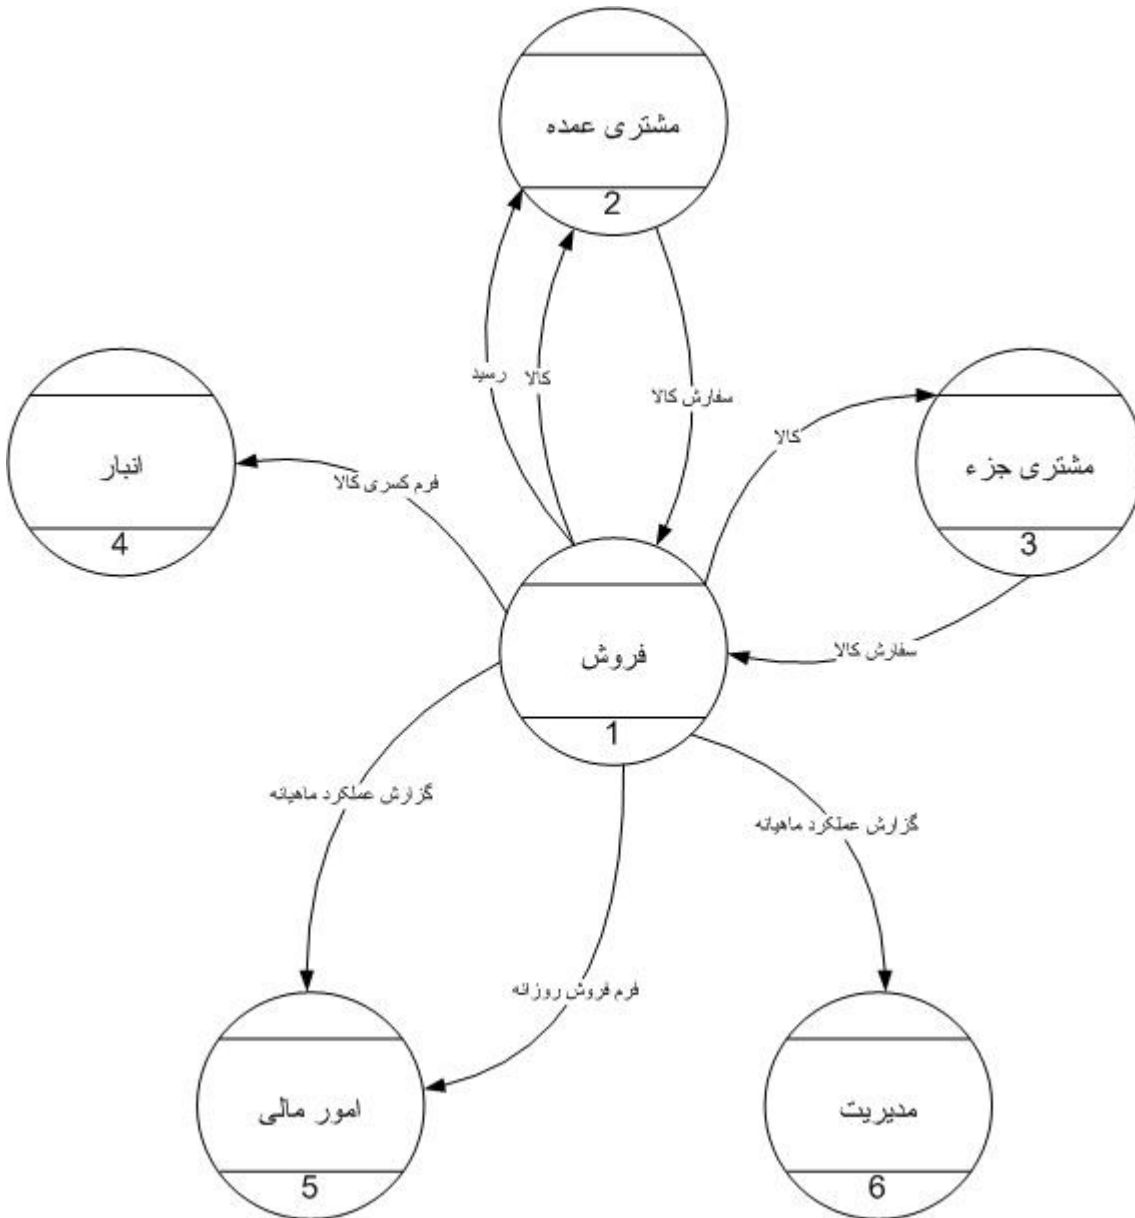 مشتری عمده
2
رسید
کالا
سفارش کالا
کالا
انبار
4
فرم کسری کالا
مشتری جزء
3
سفارش کالا
فروش
1
گزارش عملکرد ماهیانه
گزارش عملکرد ماهیانه
فرم فروش روزانه
امور مالی
5
مدیریت
6